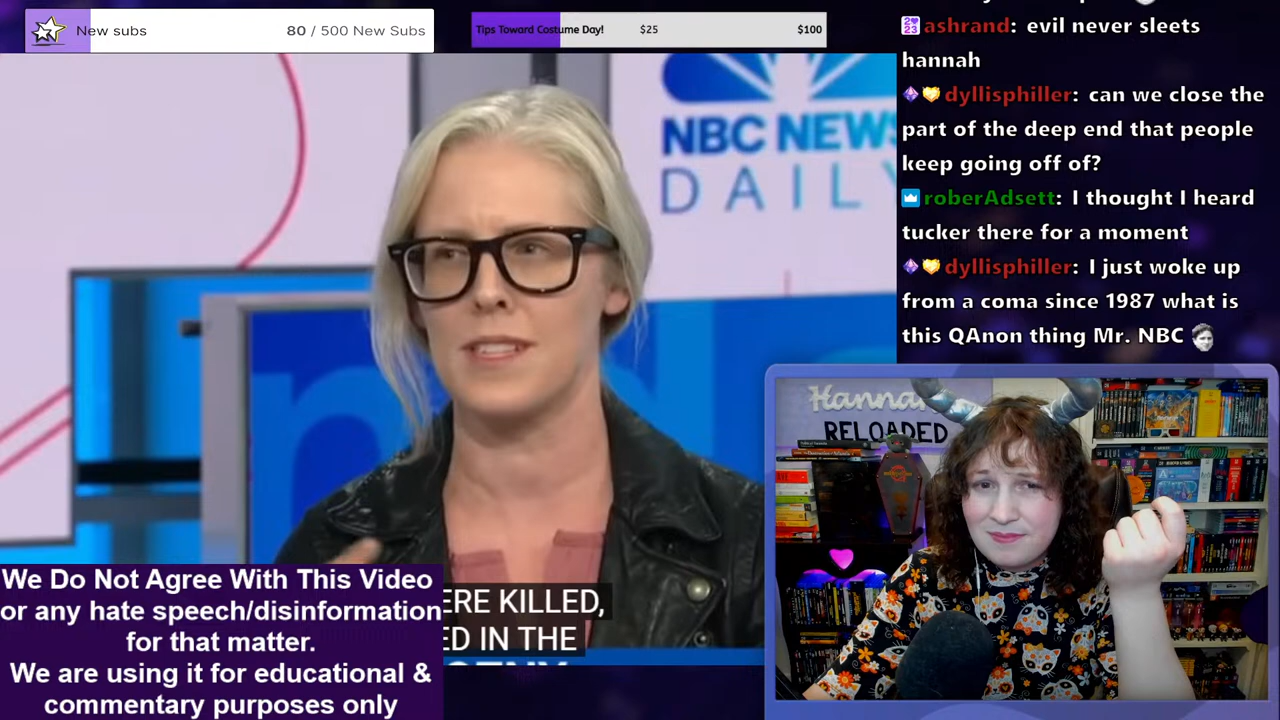 New subs
80 / 500 New Subs
Tips Toward Costume Day!
$25
$100
ashrand: evil never sleets
hannah
dyllisphiller: can we close the
part of the deep end that people
keep going off of?
roberAdsett: I thought I heard
tucker there for a moment
dyllisphiller: I just woke up
from a coma since 1987 what is
this QAnon thing Mr. NBC
NBC NEWS
DAILY
Hannah
RELOADED
ERE KILLED,
ED IN THE
We Do Not Agree With This Video
or any hate speech/disinformation
for that matter.
We are using it for educational &
commentary purposes only